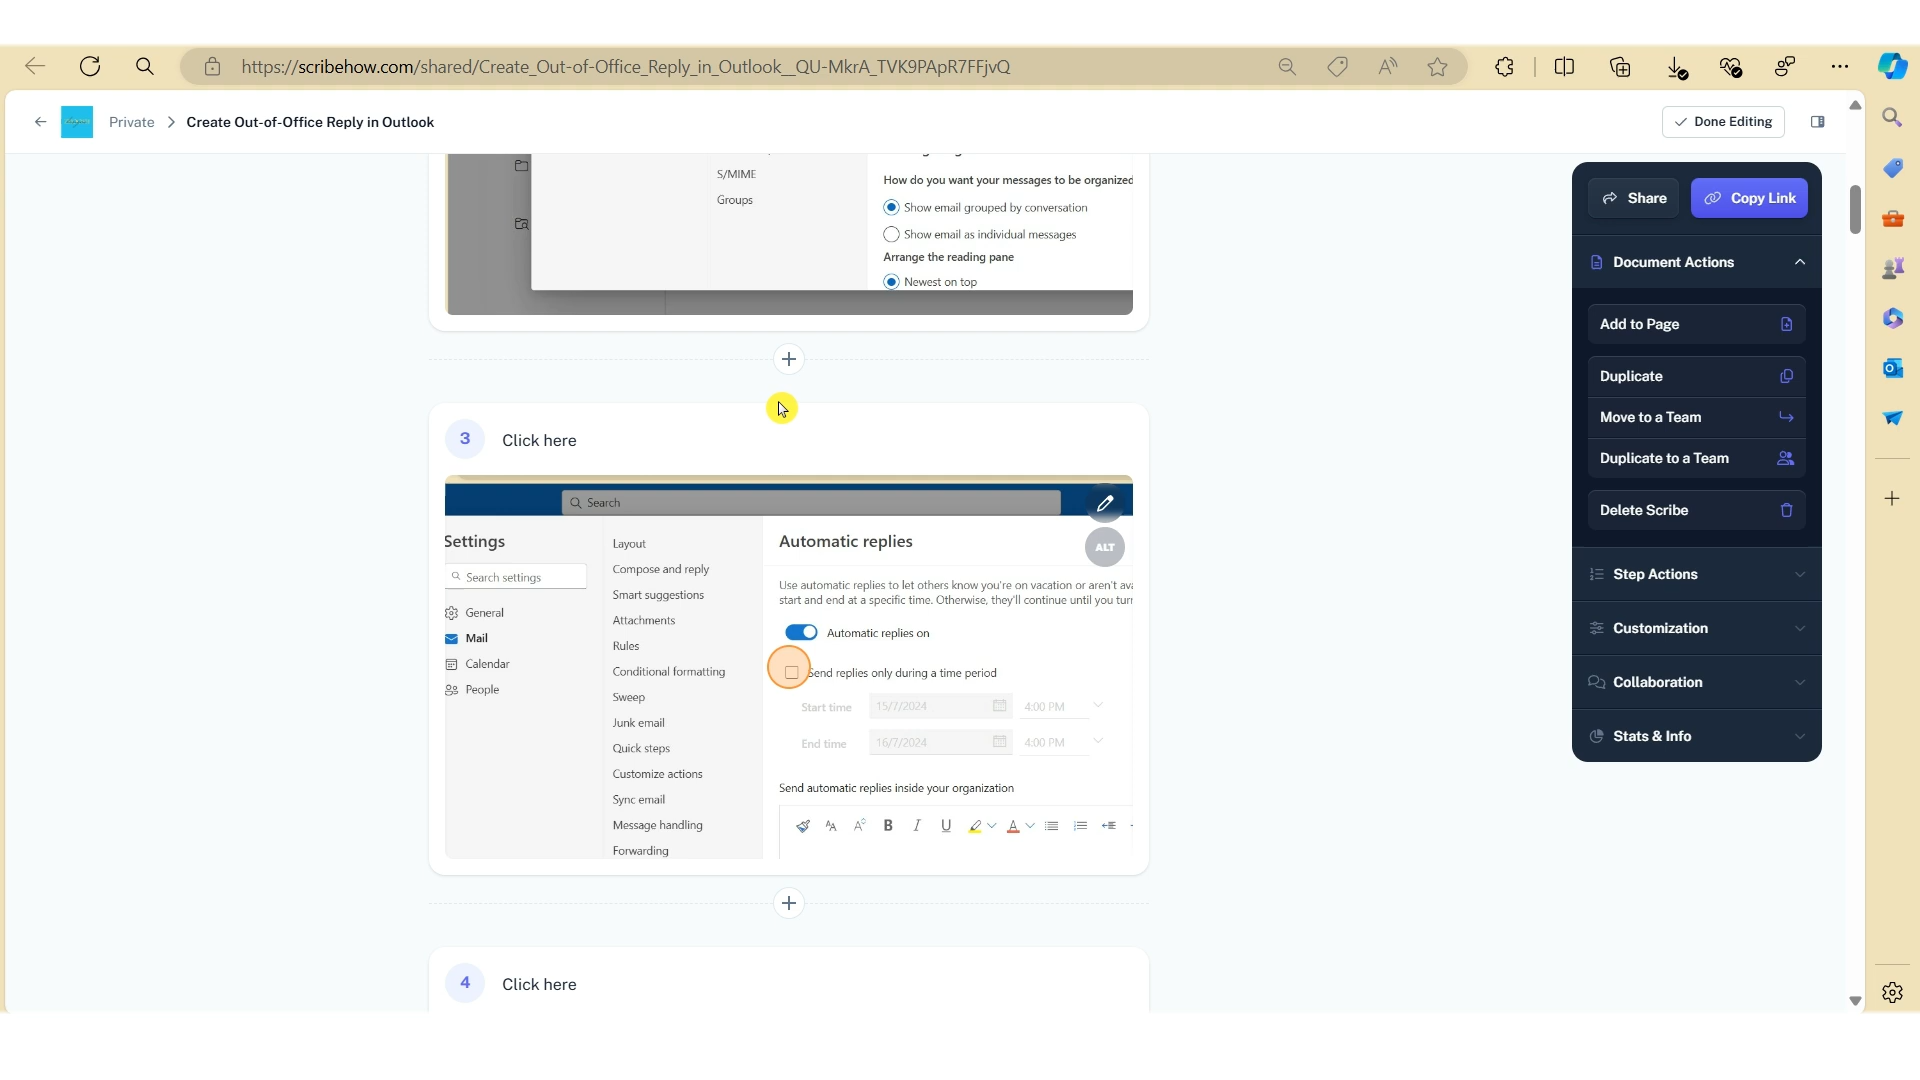 https://scribehow.com/shared/Create_Out-of-Office_Reply_in_Outlook__QU-MkrA_TVK9PApR7FFjvQ
Private > Create Out-of-Office Reply in Outlook
Done Editing
S/MIME
Groups
How do you want your messages to be organized
Show email grouped by conversation
Show email as individual messages
Arrange the reading pane
Newest on top
3 Click here
Search
ALT
Settings
Search settings
General
Mail
Calendar
People
Layout
Compose and reply
Smart suggestions
Attachments
Rules
Conditional formatting
Sweep
Junk email
Quick steps
Customize actions
Sync email
Message handling
Forwarding
Automatic replies
Use automatic replies to let others know you're on vacation or aren't ava
start and end at a specific time. Otherwise, they'll continue until you turn
Automatic replies on
Send replies only during a time period
Start time 15/7/2024 4:00 PM
End time 16/7/2024 4:00 PM
Send automatic replies inside your organization
4 Click here
Share
Copy Link
Document Actions
Add to Page
Duplicate
Move to a Team
Duplicate to a Team
Delete Scribe
Step Actions
Customization
Collaboration
Stats & Info